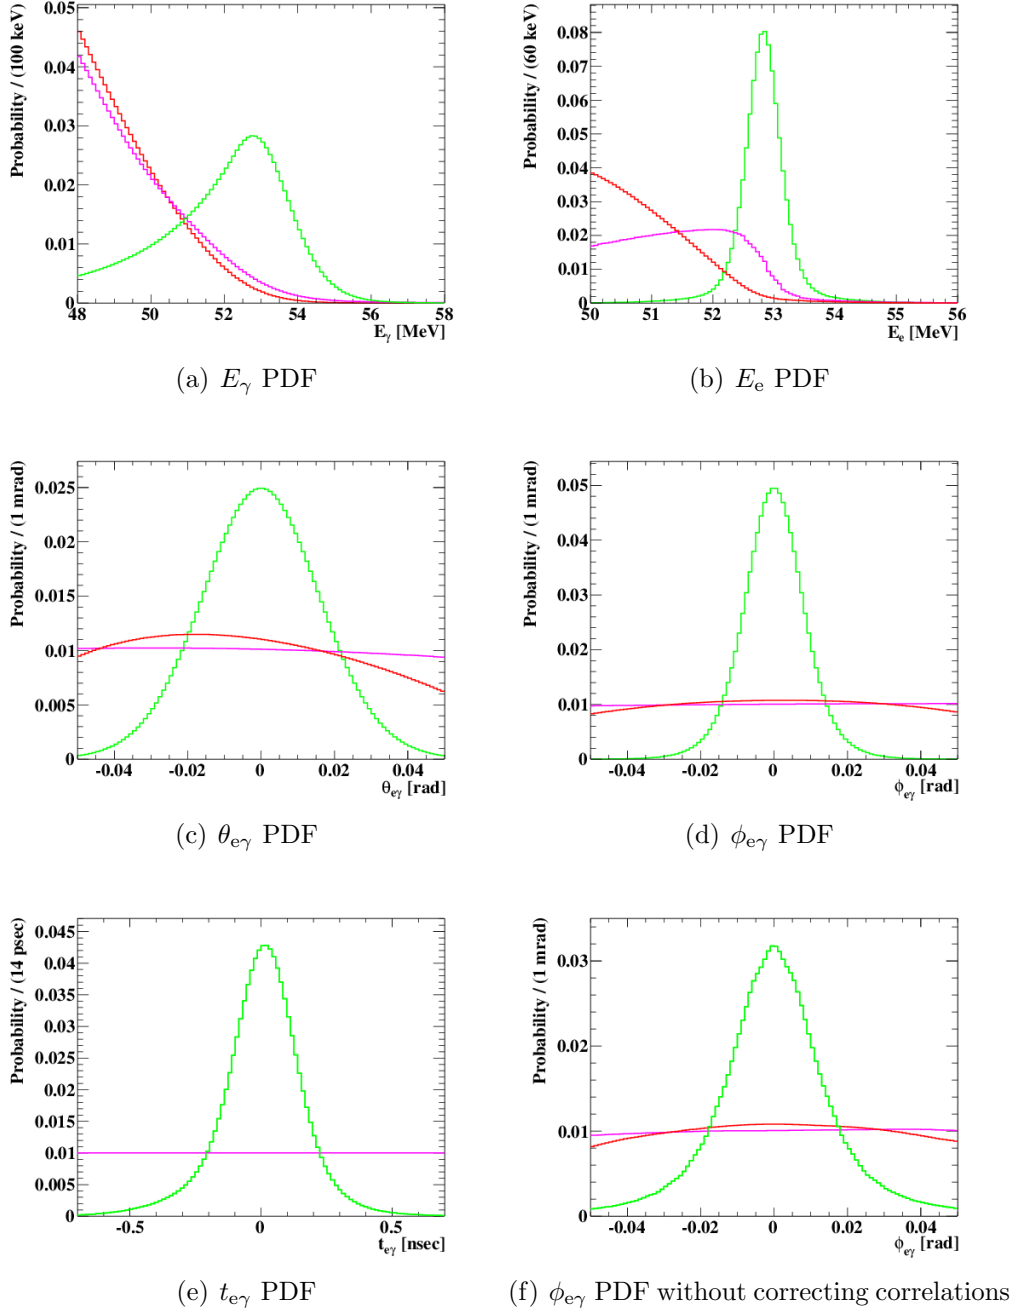 Probability / (100 keV)
0.05
0.04
0.03
0.02
0.01
0
48 50 52 54 56 58
E_γ [MeV]
(a) E_γ PDF
Probability / (60 keV)
0.08
0.07
0.06
0.05
0.04
0.03
0.02
0.01
0
50 51 52 53 54 55 56
E_e [MeV]
(b) E_e PDF
Probability / (1 mrad)
0.025
0.02
0.015
0.01
0.005
0
-0.04 -0.02 0 0.02 0.04
θ_eγ [rad]
(c) θ_eγ PDF
Probability / (1 mrad)
0.05
0.04
0.03
0.02
0.01
0
-0.04 -0.02 0 0.02 0.04
ϕ_eγ [rad]
(d) ϕ_eγ PDF
Probability / (14 psec)
0.045
0.04
0.035
0.03
0.025
0.02
0.015
0.01
0.005
0
-0.5 0 0.5
t_eγ [nsec]
(e) t_eγ PDF
Probability / (1 mrad)
0.03
0.02
0.01
0
-0.04 -0.02 0 0.02 0.04
ϕ_eγ [rad]
(f) ϕ_eγ PDF without correcting correlations